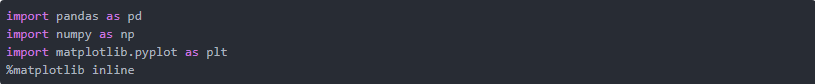 import pandas as pd
import numpy as np
import matplotlib.pyplot as plt
%matplotlib inline